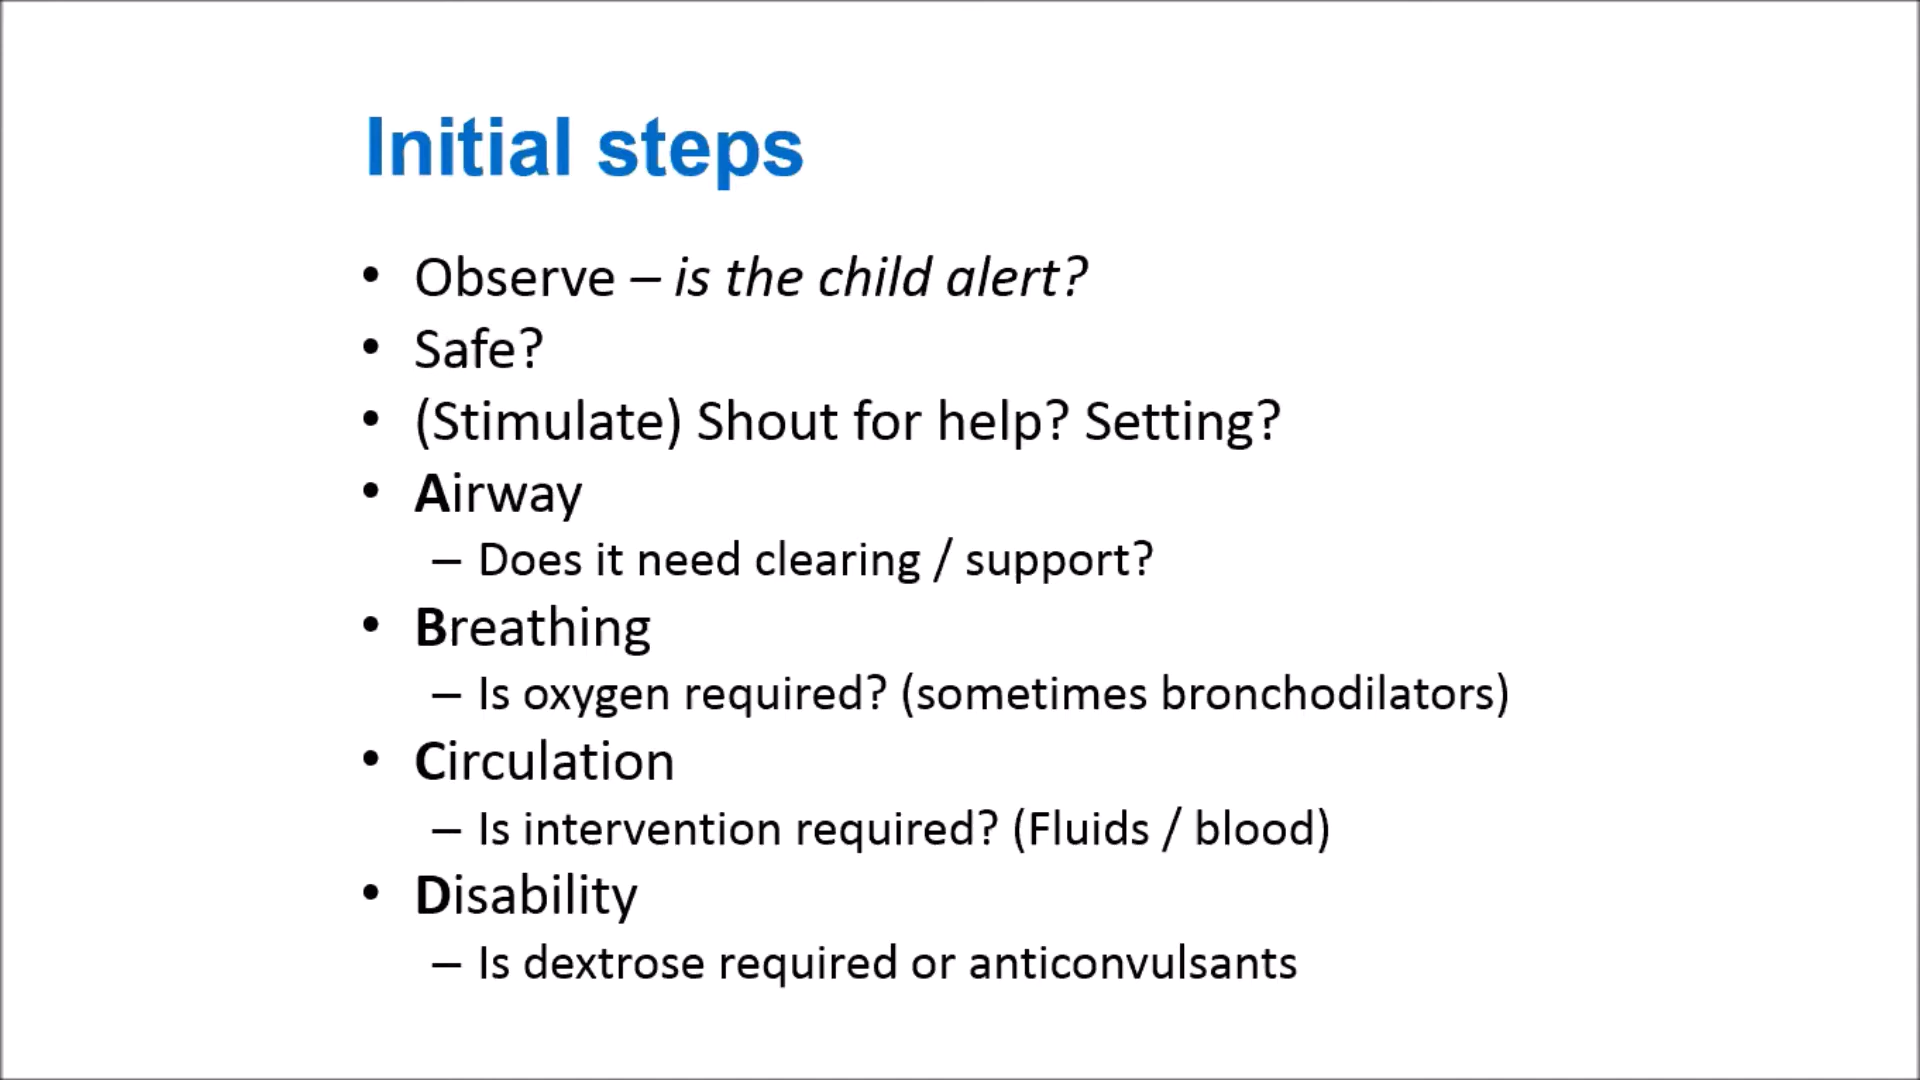 Initial steps
• Observe – is the child alert?
• Safe?
• (Stimulate) Shout for help? Setting?
• Airway
– Does it need clearing / support?
• Breathing
– Is oxygen required? (sometimes bronchodilators)
• Circulation
– Is intervention required? (Fluids / blood)
• Disability
– Is dextrose required or anticonvulsants